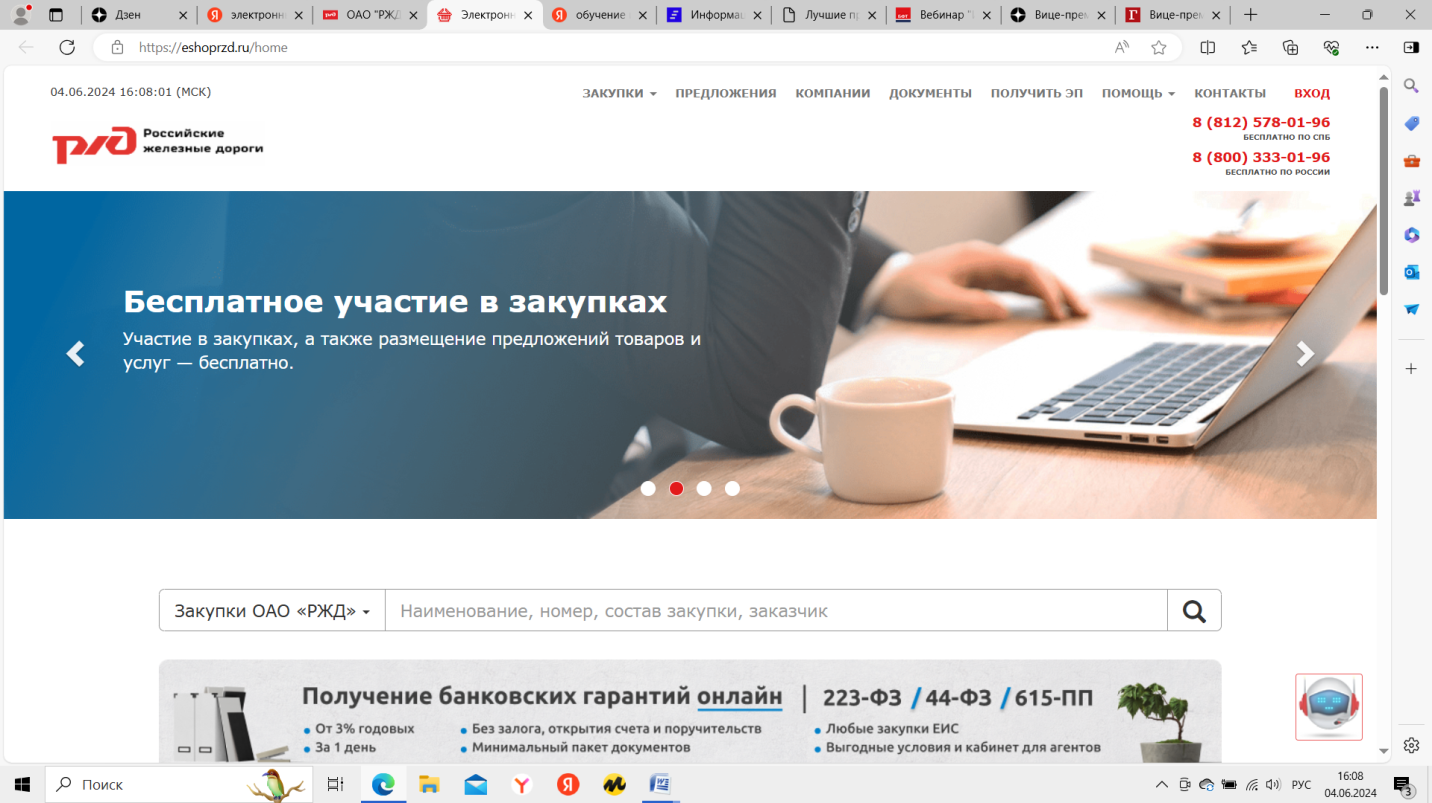 Дзен
электронн
ОАО "РЖД
Электронн
обучение
Информац
Лучшие пр
Вебинар "
Вице-прем
Вице-прем
https://eshoprzd.ru/home
04.06.2024 16:08:01 (МСК)
ЗАКУПКИ ПРЕДЛОЖЕНИЯ КОМПАНИИ ДОКУМЕНТЫ ПОЛУЧИТЬ ЭП ПОМОЩЬ КОНТАКТЫ ВХОД
ржд Российские
железные дороги
8 (812) 578-01-96
БЕСПЛАТНО ПО СПБ
8 (800) 333-01-96
БЕСПЛАТНО ПО РОССИИ
Бесплатное участие в закупках
Участие в закупках, а также размещение предложений товаров и
услуг — бесплатно.
Закупки ОАО «РЖД» Наименование, номер, состав закупки, заказчик
Получение банковских гарантий онлайн | 223-ФЗ / 44-ФЗ / 615-ПП
• От 3% годовых • Без залога, открытия счета и поручительств • Любые закупки ЕИС
• За 1 день • Минимальный пакет документов • Выгодные условия и кабинет для агентов
Поиск
РУС
16:08
04.06.2024
3